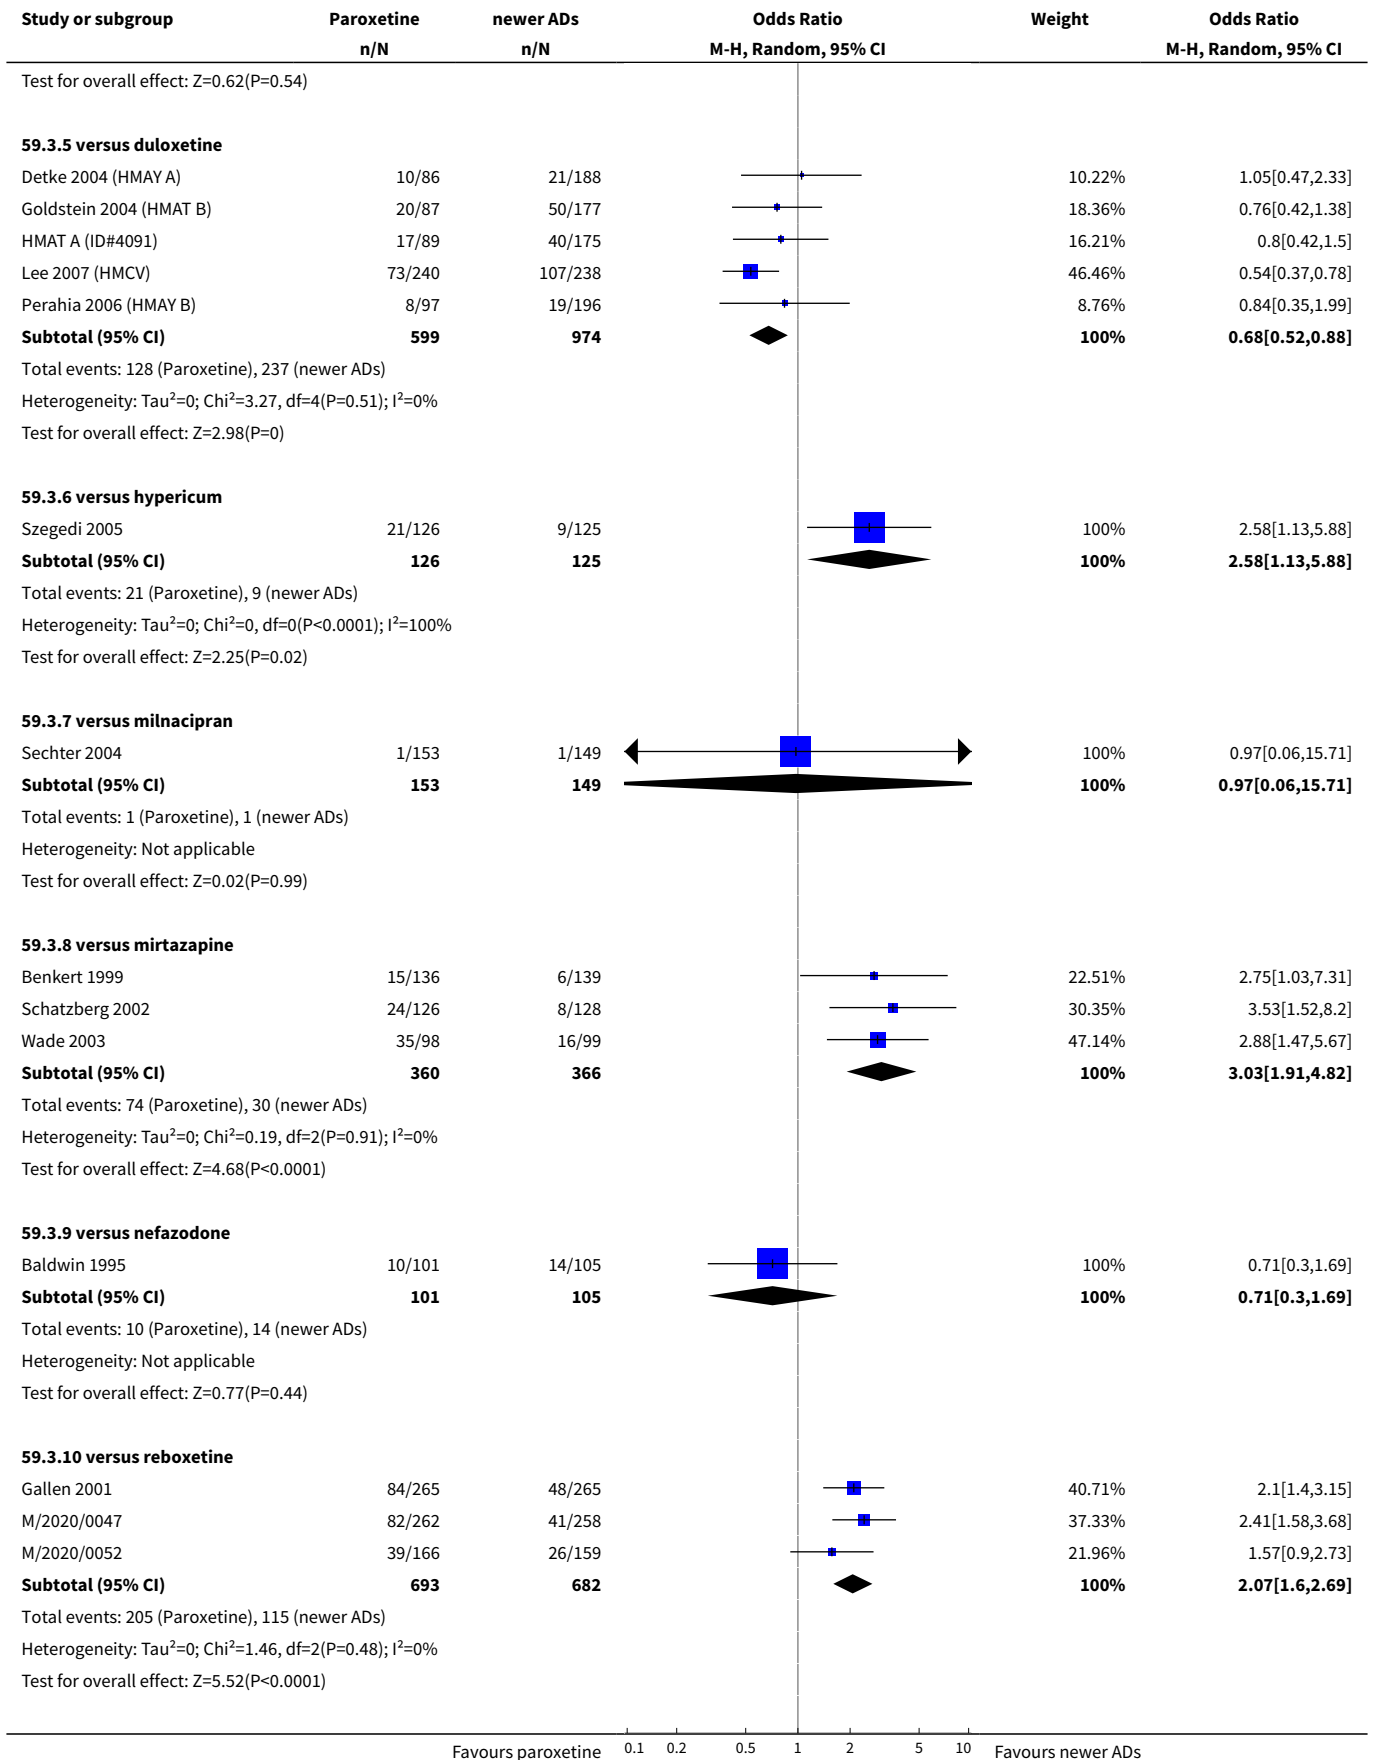 Study or subgroup Paroxetine newer ADs Odds Ratio Weight Odds Ratio
n/N n/N M-H, Random, 95% CI M-H, Random, 95% CI
Test for overall effect: Z=0.62(P=0.54)
59.3.5 versus duloxetine
Detke 2004 (HMAY A) 10/86 21/188 10.22% 1.05[0.47,2.33]
Goldstein 2004 (HMAT B) 20/87 50/177 18.36% 0.76[0.42,1.38]
HMAT A (ID#4091) 17/89 40/175 16.21% 0.8[0.42,1.5]
Lee 2007 (HMCV) 73/240 107/238 46.46% 0.54[0.37,0.78]
Perahia 2006 (HMAY B) 8/97 19/196 8.76% 0.84[0.35,1.99]
Subtotal (95% CI) 599 974 100% 0.68[0.52,0.88]
Total events: 128 (Paroxetine), 237 (newer ADs)
Heterogeneity: Tau²=0; Chi²=3.27, df=4(P=0.51); I²=0%
Test for overall effect: Z=2.98(P=0)
59.3.6 versus hypericum
Szegedi 2005 21/126 9/125 100% 2.58[1.13,5.88]
Subtotal (95% CI) 126 125 100% 2.58[1.13,5.88]
Total events: 21 (Paroxetine), 9 (newer ADs)
Heterogeneity: Tau²=0; Chi²=0, df=0(P<0.0001); I²=100%
Test for overall effect: Z=2.25(P=0.02)
59.3.7 versus milnacipran
Sechter 2004 1/153 1/149 100% 0.97[0.06,15.71]
Subtotal (95% CI) 153 149 100% 0.97[0.06,15.71]
Total events: 1 (Paroxetine), 1 (newer ADs)
Heterogeneity: Not applicable
Test for overall effect: Z=0.02(P=0.99)
59.3.8 versus mirtazapine
Benkert 1999 15/136 6/139 22.51% 2.75[1.03,7.31]
Schatzberg 2002 24/126 8/128 30.35% 3.53[1.52,8.2]
Wade 2003 35/98 16/99 47.14% 2.88[1.47,5.67]
Subtotal (95% CI) 360 366 100% 3.03[1.91,4.82]
Total events: 74 (Paroxetine), 30 (newer ADs)
Heterogeneity: Tau²=0; Chi²=0.19, df=2(P=0.91); I²=0%
Test for overall effect: Z=4.68(P<0.0001)
59.3.9 versus nefazodone
Baldwin 1995 10/101 14/105 100% 0.71[0.3,1.69]
Subtotal (95% CI) 101 105 100% 0.71[0.3,1.69]
Total events: 10 (Paroxetine), 14 (newer ADs)
Heterogeneity: Not applicable
Test for overall effect: Z=0.77(P=0.44)
59.3.10 versus reboxetine
Gallen 2001 84/265 48/265 40.71% 2.1[1.4,3.15]
M/2020/0047 82/262 41/258 37.33% 2.41[1.58,3.68]
M/2020/0052 39/166 26/159 21.96% 1.57[0.9,2.73]
Subtotal (95% CI) 693 682 100% 2.07[1.6,2.69]
Total events: 205 (Paroxetine), 115 (newer ADs)
Heterogeneity: Tau²=0; Chi²=1.46, df=2(P=0.48); I²=0%
Test for overall effect: Z=5.52(P<0.0001)
Favours paroxetine 0.1 0.2 0.5 1 2 5 10 Favours newer ADs